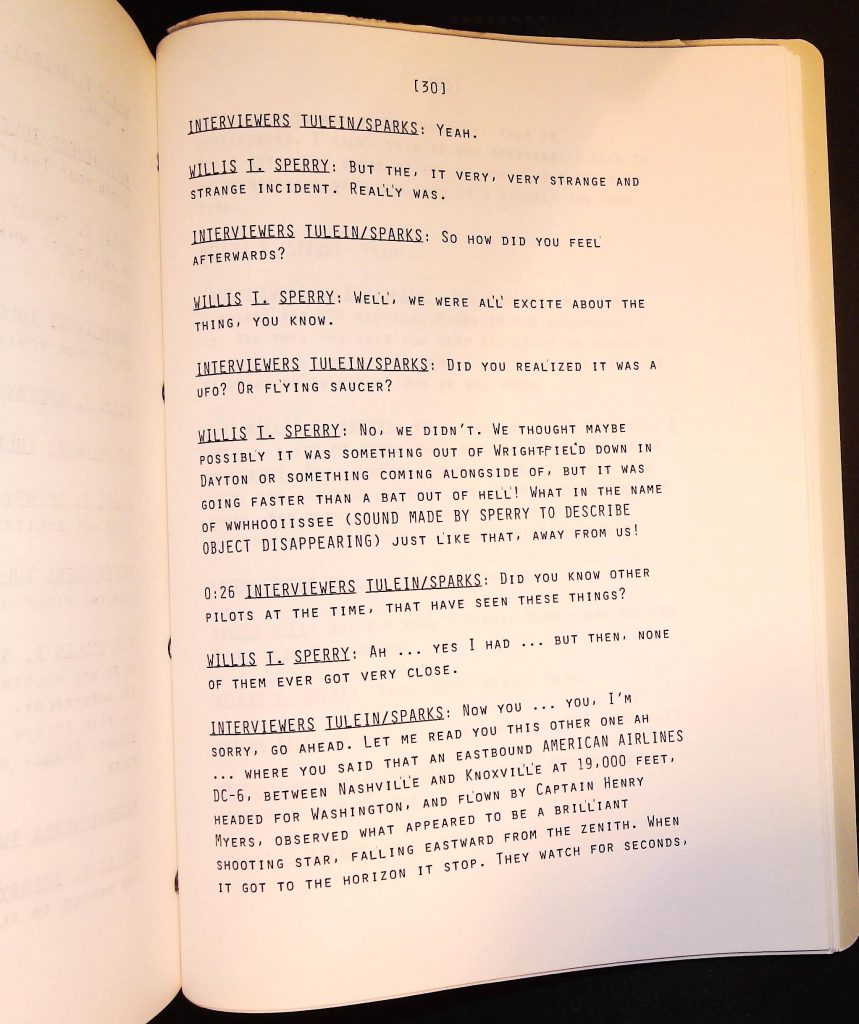 [30]
INTERVIEWERS TULEIN/SPARKS: YEAH.
WILLIS T. SPERRY: BUT THE, IT VERY, VERY STRANGE AND
STRANGE INCIDENT. REALLY WAS.
INTERVIEWERS TULEIN/SPARKS: SO HOW DID YOU FEEL
AFTERWARDS?
WILLIS T. SPERRY: WELL, WE WERE ALL EXCITE ABOUT THE
THING, YOU KNOW.
INTERVIEWERS TULEIN/SPARKS: DID YOU REALIZED IT WAS A
UFO? OR FLYING SAUCER?
WILLIS T. SPERRY: NO, WE DIDN'T. WE THOUGHT MAYBE
POSSIBLY IT WAS SOMETHING OUT OF WRIGHTFIELD DOWN IN
DAYTON OR SOMETHING COMING ALONGSIDE OF, BUT IT WAS
GOING FASTER THAN A BAT OUT OF HELL! WHAT IN THE NAME
OF WWHHOOIISSEE (SOUND MADE BY SPERRY TO DESCRIBE
OBJECT DISAPPEARING) JUST LIKE THAT, AWAY FROM US!
0:26 INTERVIEWERS TULEIN/SPARKS: DID YOU KNOW OTHER
PILOTS AT THE TIME, THAT HAVE SEEN THESE THINGS?
WILLIS T. SPERRY: AH ... YES I HAD ... BUT THEN, NONE
OF THEM EVER GOT VERY CLOSE.
INTERVIEWERS TULEIN/SPARKS: NOW YOU ... YOU, I'M
SORRY, GO AHEAD. LET ME READ YOU THIS OTHER ONE AH
... WHERE YOU SAID THAT AN EASTBOUND AMERICAN AIRLINES
DC-6, BETWEEN NASHVILLE AND KNOXVILLE AT 19,000 FEET,
HEADED FOR WASHINGTON, AND FLOWN BY CAPTAIN HENRY
MYERS, OBSERVED WHAT APPEARED TO BE A BRILLIANT
SHOOTING STAR, FALLING EASTWARD FROM THE ZENITH. WHEN
IT GOT TO THE HORIZON IT STOP. THEY WATCH FOR SECONDS,